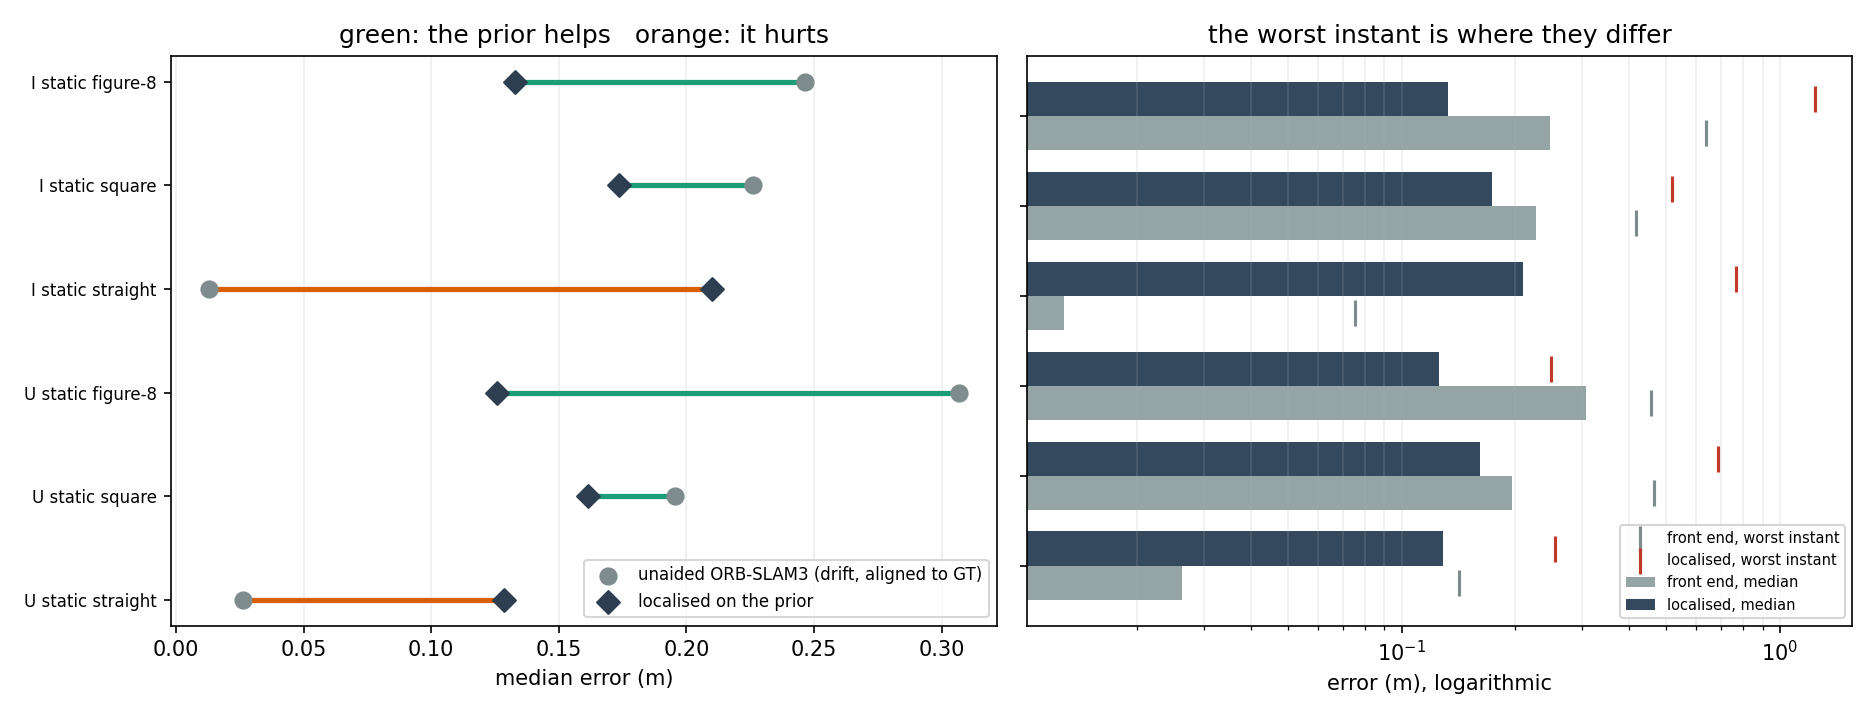 green: the prior helps   orange: it hurts
I static figure-8
I static square
I static straight
U static figure-8
U static square
U static straight
unaided ORB-SLAM3 (drift, aligned to GT)
localised on the prior
0.00 0.05 0.10 0.15 0.20 0.25 0.30
median error (m)
the worst instant is where they differ
front end, worst instant
localised, worst instant
front end, median
localised, median
10⁻¹ 10⁰
error (m), logarithmic